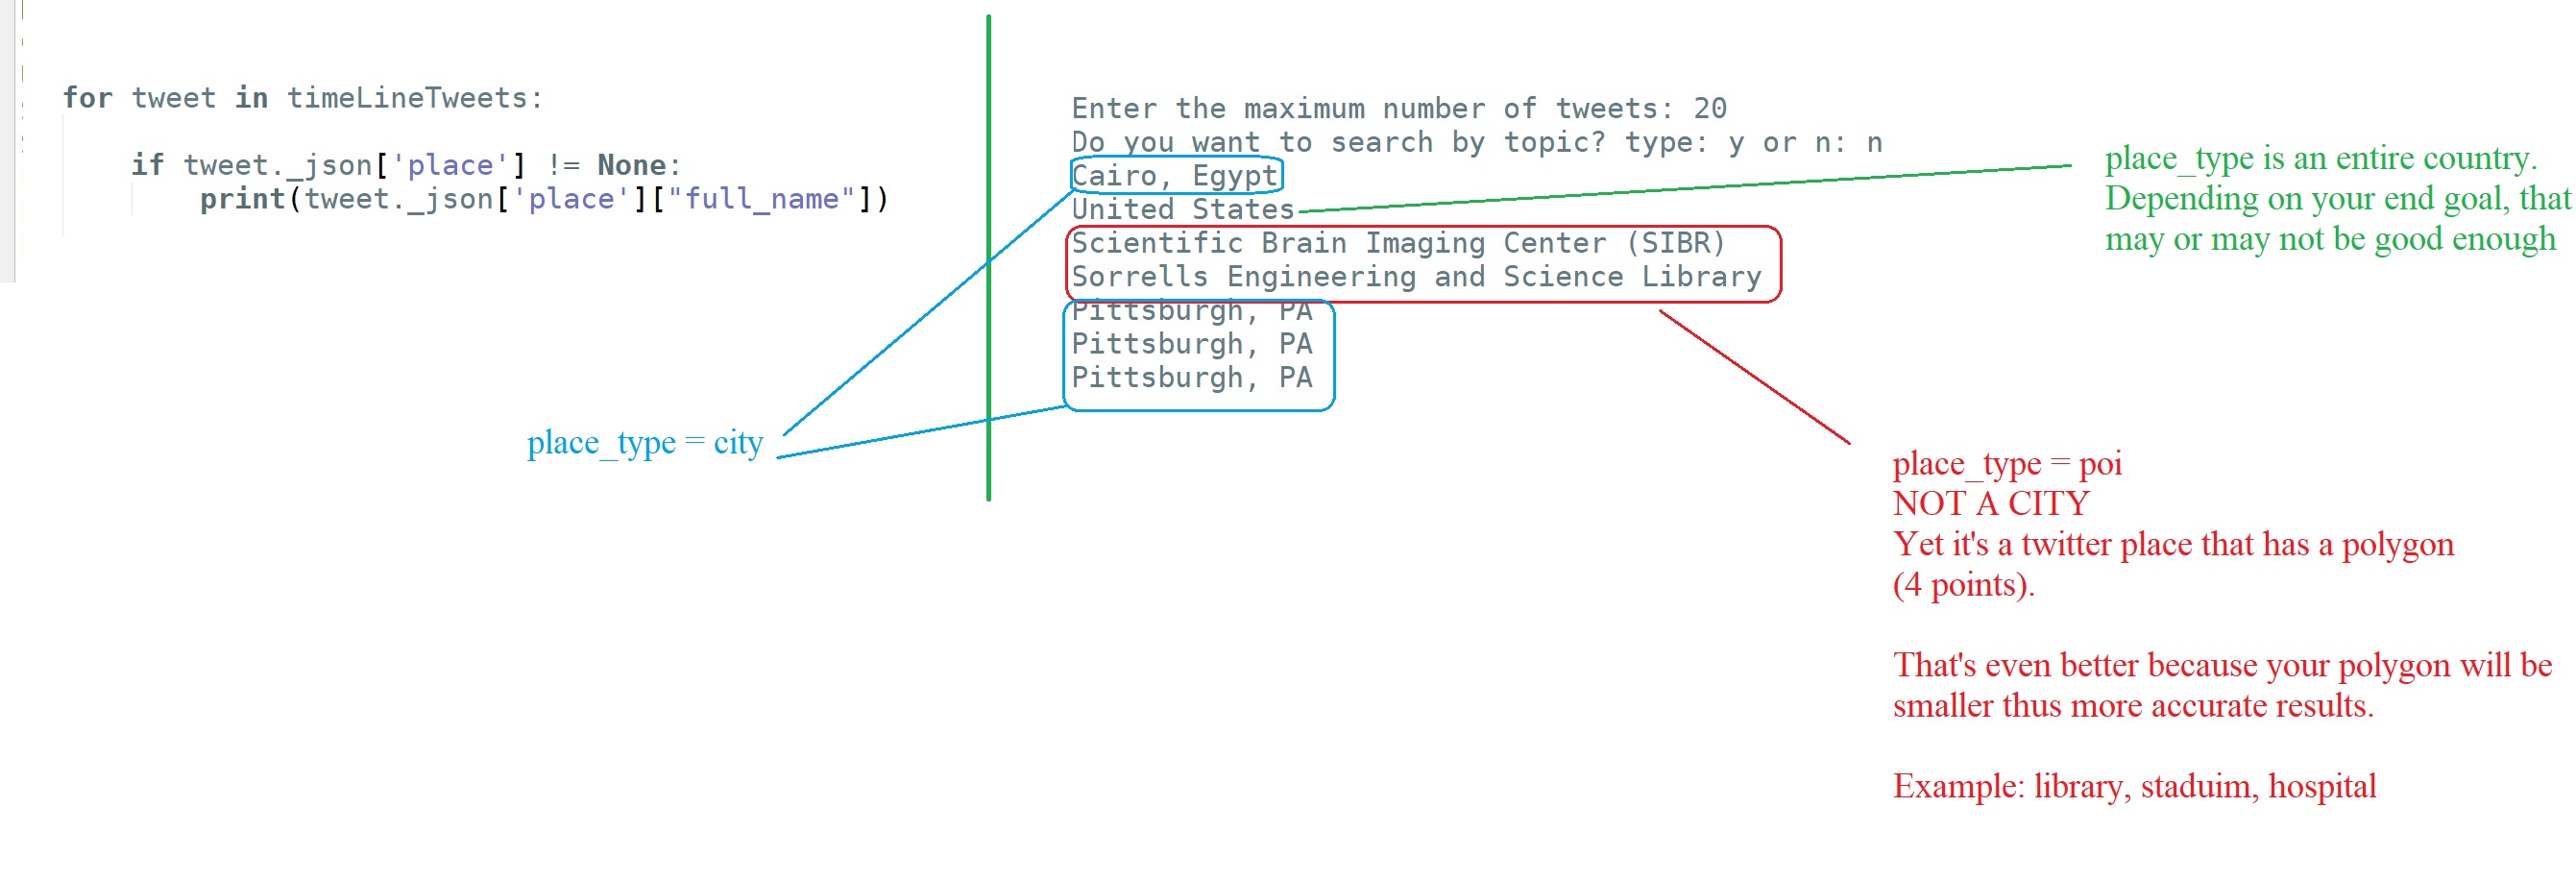 for tweet in timeLineTweets:
if tweet._json['place'] != None:
print(tweet._json['place']["full_name"])
Enter the maximum number of tweets: 20
Do you want to search by topic? type: y or n: n
Cairo, Egypt
United States
Scientific Brain Imaging Center (SIBR)
Sorrells Engineering and Science Library
Pittsburgh, PA
Pittsburgh, PA
Pittsburgh, PA
place_type = city
place_type is an entire country.
Depending on your end goal, that
may or may not be good enough
place_type = poi
NOT A CITY
Yet it's a twitter place that has a polygon
(4 points).
That's even better because your polygon will be
smaller thus more accurate results.
Example: library, staduim, hospital